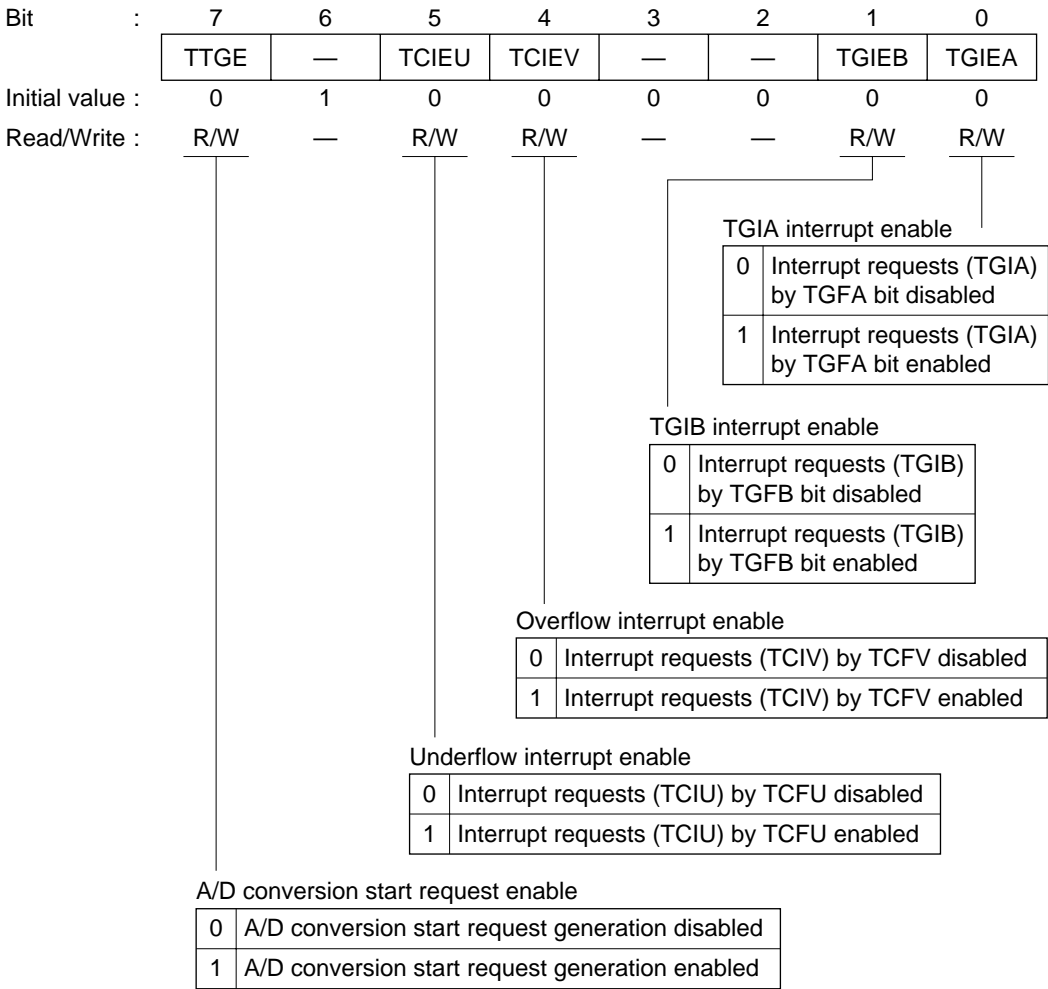 Bit : 7 6 5 4 3 2 1 0
TTGE — TCIEU TCIEV — — TGIEB TGIEA
Initial value : 0 1 0 0 0 0 0 0
Read/Write : R/W — R/W R/W — — R/W R/W
TGIA interrupt enable
0 Interrupt requests (TGIA)
by TGFA bit disabled
1 Interrupt requests (TGIA)
by TGFA bit enabled
TGIB interrupt enable
0 Interrupt requests (TGIB)
by TGFB bit disabled
1 Interrupt requests (TGIB)
by TGFB bit enabled
Overflow interrupt enable
0 Interrupt requests (TCIV) by TCFV disabled
1 Interrupt requests (TCIV) by TCFV enabled
Underflow interrupt enable
0 Interrupt requests (TCIU) by TCFU disabled
1 Interrupt requests (TCIU) by TCFU enabled
A/D conversion start request enable
0 A/D conversion start request generation disabled
1 A/D conversion start request generation enabled